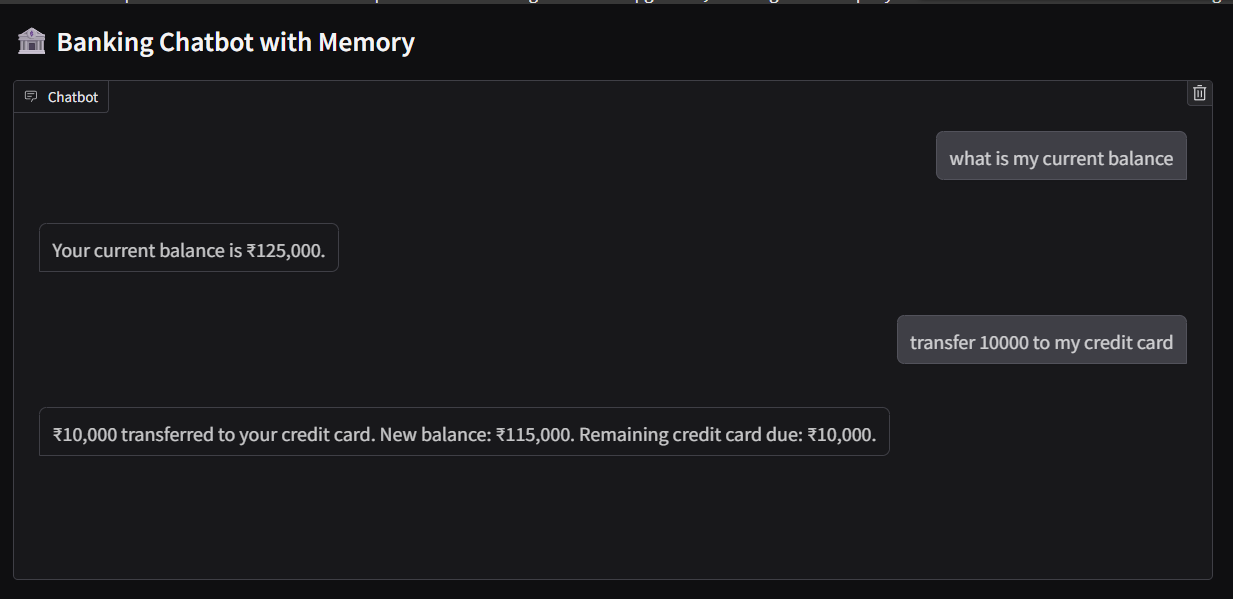 Banking Chatbot with Memory
Chatbot
what is my current balance
Your current balance is ₹125,000.
transfer 10000 to my credit card
₹10,000 transferred to your credit card. New balance: ₹115,000. Remaining credit card due: ₹10,000.